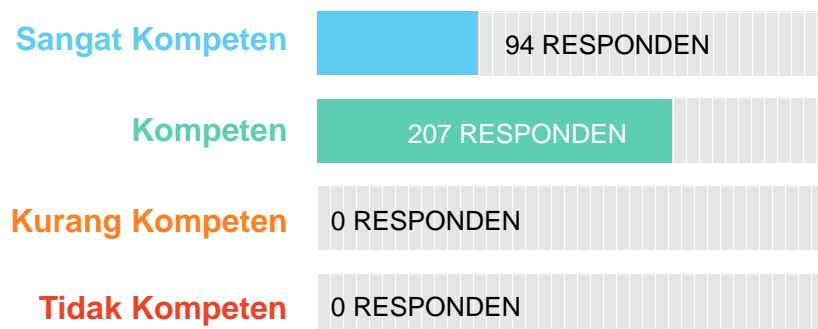 Sangat Kompeten 94 RESPONDEN
Kompeten 207 RESPONDEN
Kurang Kompeten 0 RESPONDEN
Tidak Kompeten 0 RESPONDEN